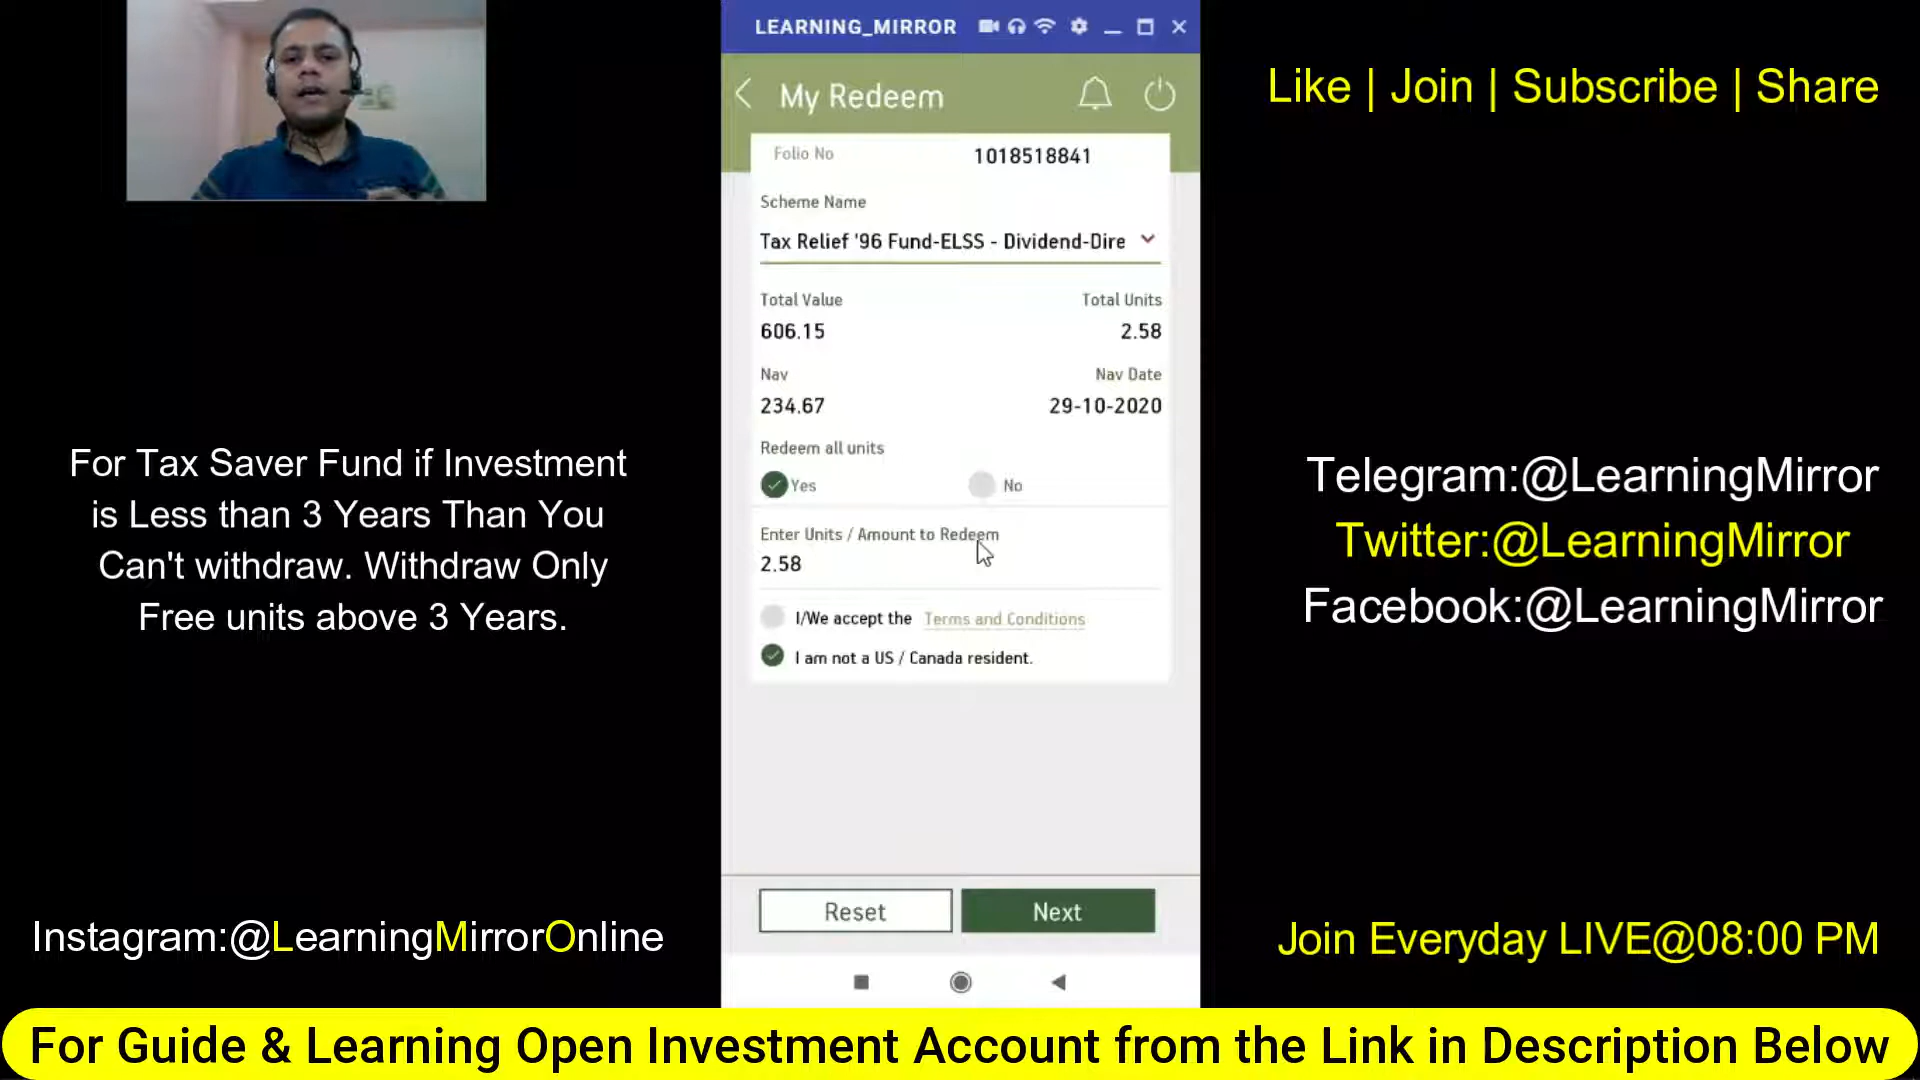 LEARNING_MIRROR
My Redeem
Folio No 1018518841
Scheme Name
Tax Relief '96 Fund-ELSS - Dividend-Dire
Total Value Total Units
606.15 2.58
Nav Nav Date
234.67 29-10-2020
Redeem all units
Yes No
Enter Units / Amount to Redeem
2.58
I/We accept the Terms and Conditions
I am not a US / Canada resident.
Reset Next
For Tax Saver Fund if Investment
is Less than 3 Years Than You
Can't withdraw. Withdraw Only
Free units above 3 Years.
Instagram:@LearningMirrorOnline
Like | Join | Subscribe | Share
Telegram:@LearningMirror
Twitter:@LearningMirror
Facebook:@LearningMirror
Join Everyday LIVE@08:00 PM
For Guide & Learning Open Investment Account from the Link in Description Below